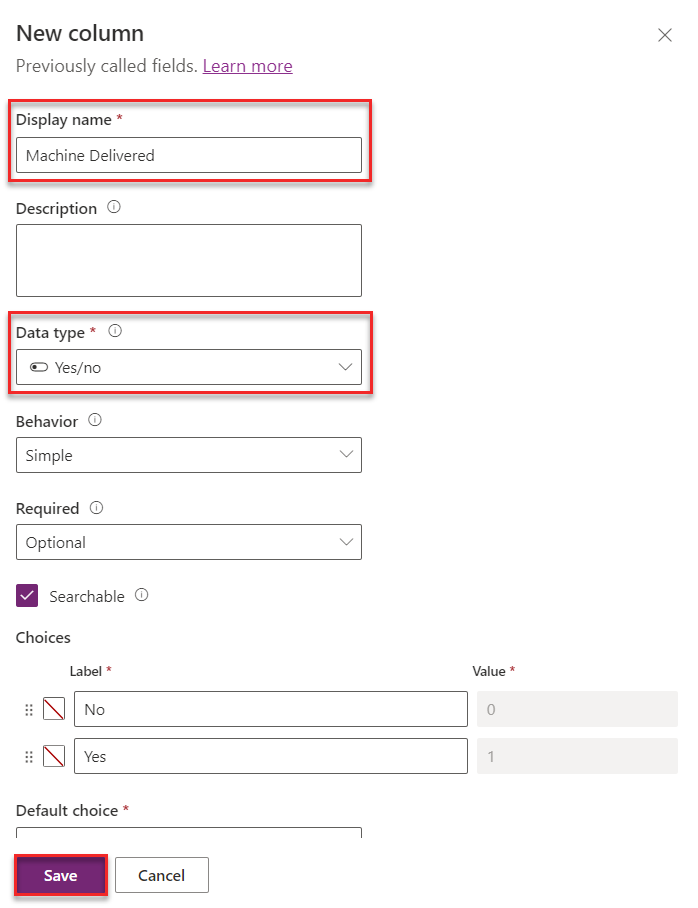 New column
Previously called fields. Learn more
Display name *
Machine Delivered
Description
Data type *
Yes/no
Behavior
Simple
Required
Optional
Searchable
Choices
Label * Value *
No 0
Yes 1
Default choice *
Save Cancel